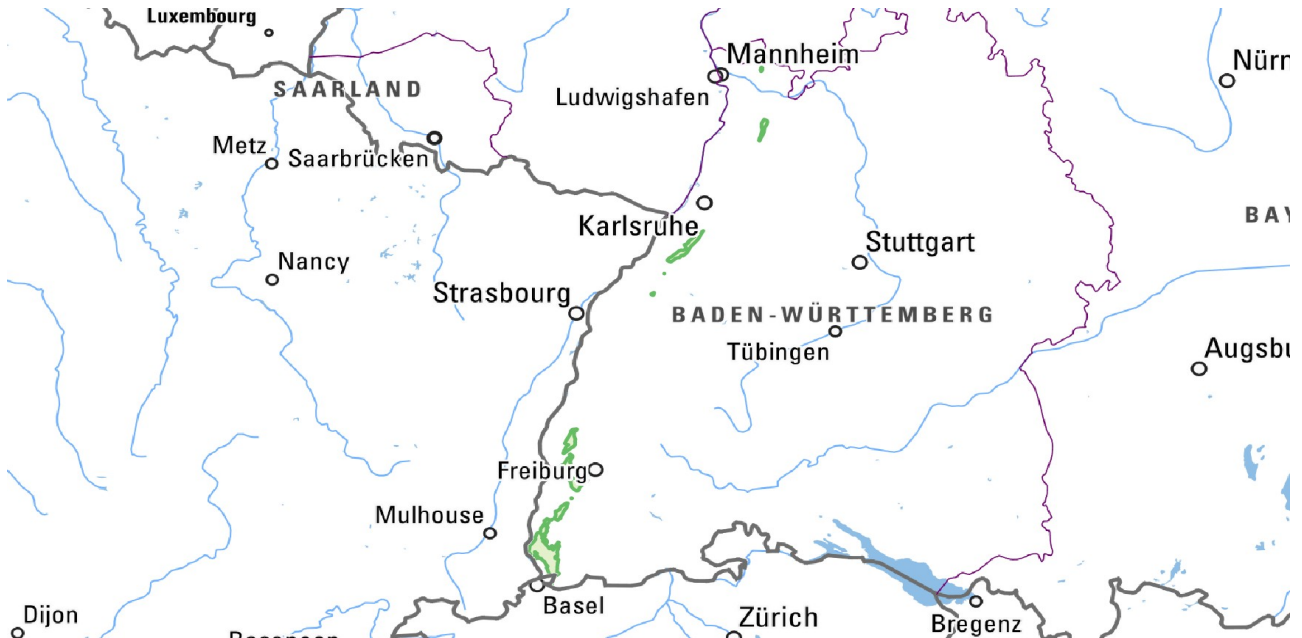 Luxembourg
Mannheim
Nürn
SAARLAND
Ludwigshafen
Metz
Saarbrücken
BAY
Karlsruhe
Stuttgart
Nancy
Strasbourg
BADEN-WÜRTTEMBERG
Tübingen
Augsbu
Freiburg
Mulhouse
Basel
Dijon
Zürich
Bregenz